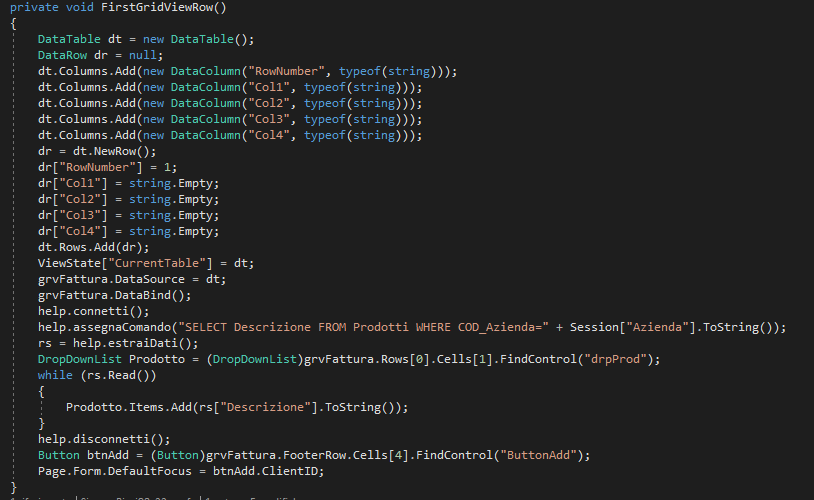 private void FirstGridViewRow()
{
DataTable dt = new DataTable();
DataRow dr = null;
dt.Columns.Add(new DataColumn("RowNumber", typeof(string)));
dt.Columns.Add(new DataColumn("Col1", typeof(string)));
dt.Columns.Add(new DataColumn("Col2", typeof(string)));
dt.Columns.Add(new DataColumn("Col3", typeof(string)));
dt.Columns.Add(new DataColumn("Col4", typeof(string)));
dr = dt.NewRow();
dr["RowNumber"] = 1;
dr["Col1"] = string.Empty;
dr["Col2"] = string.Empty;
dr["Col3"] = string.Empty;
dr["Col4"] = string.Empty;
dt.Rows.Add(dr);
ViewState["CurrentTable"] = dt;
grvFattura.DataSource = dt;
grvFattura.DataBind();
help.connetti();
help.assegnaComando("SELECT Descrizione FROM Prodotti WHERE COD_Azienda=" + Session["Azienda"].ToString());
rs = help.estraiDati();
DropDownList Prodotto = (DropDownList)grvFattura.Rows[0].Cells[1].FindControl("drpProd");
while (rs.Read())
{
Prodotto.Items.Add(rs["Descrizione"].ToString());
}
help.disconnetti();
Button btnAdd = (Button)grvFattura.FooterRow.Cells[4].FindControl("ButtonAdd");
Page.Form.DefaultFocus = btnAdd.ClientID;
}